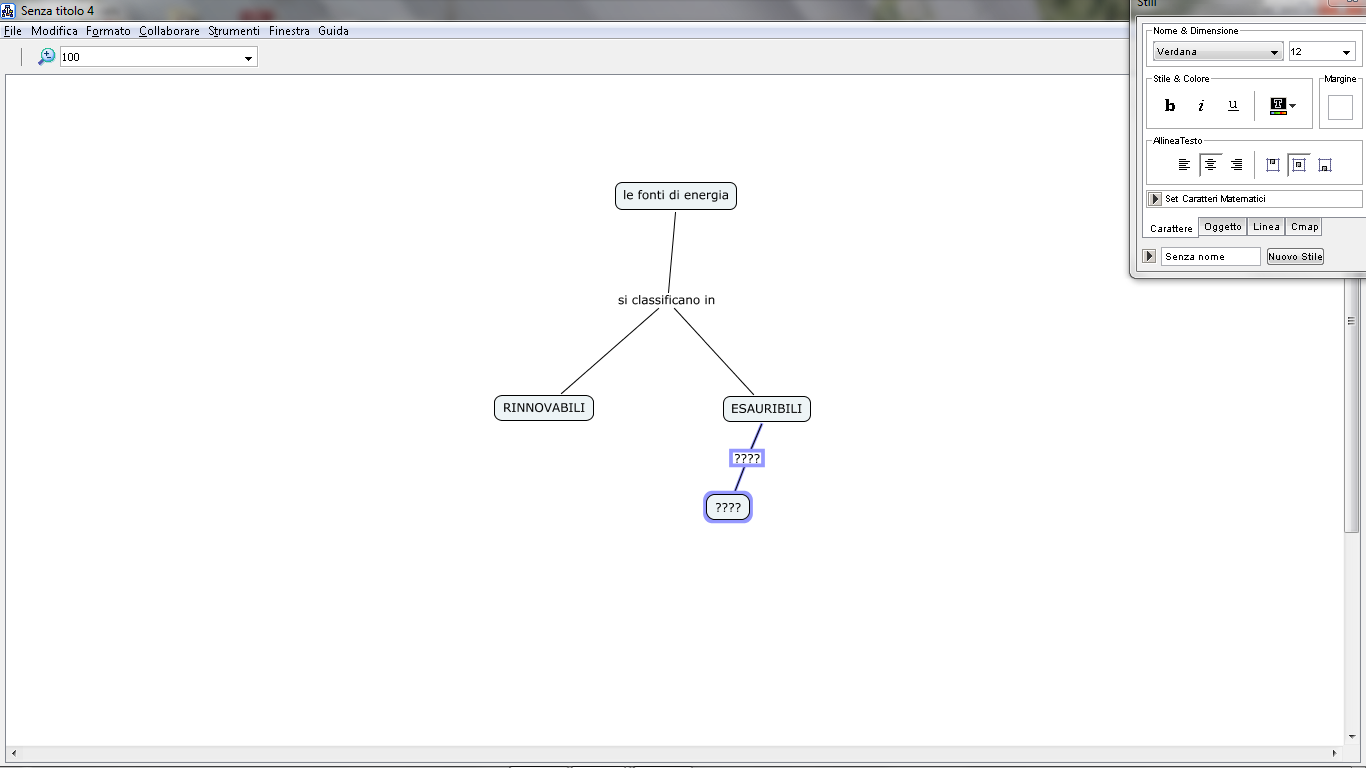 Senza titolo 4
Stili
File Modifica Formato Collaborare Strumenti Finestra Guida
100
Nome & Dimensione
Verdana 12
Stile & Colore
Margine
b i u T
AllineaTesto
Set Caratteri Matematici
Carattere Oggetto Linea Cmap
Senza nome Nuovo Stile
le fonti di energia
si classificano in
RINNOVABILI ESAURIBILI
????
????